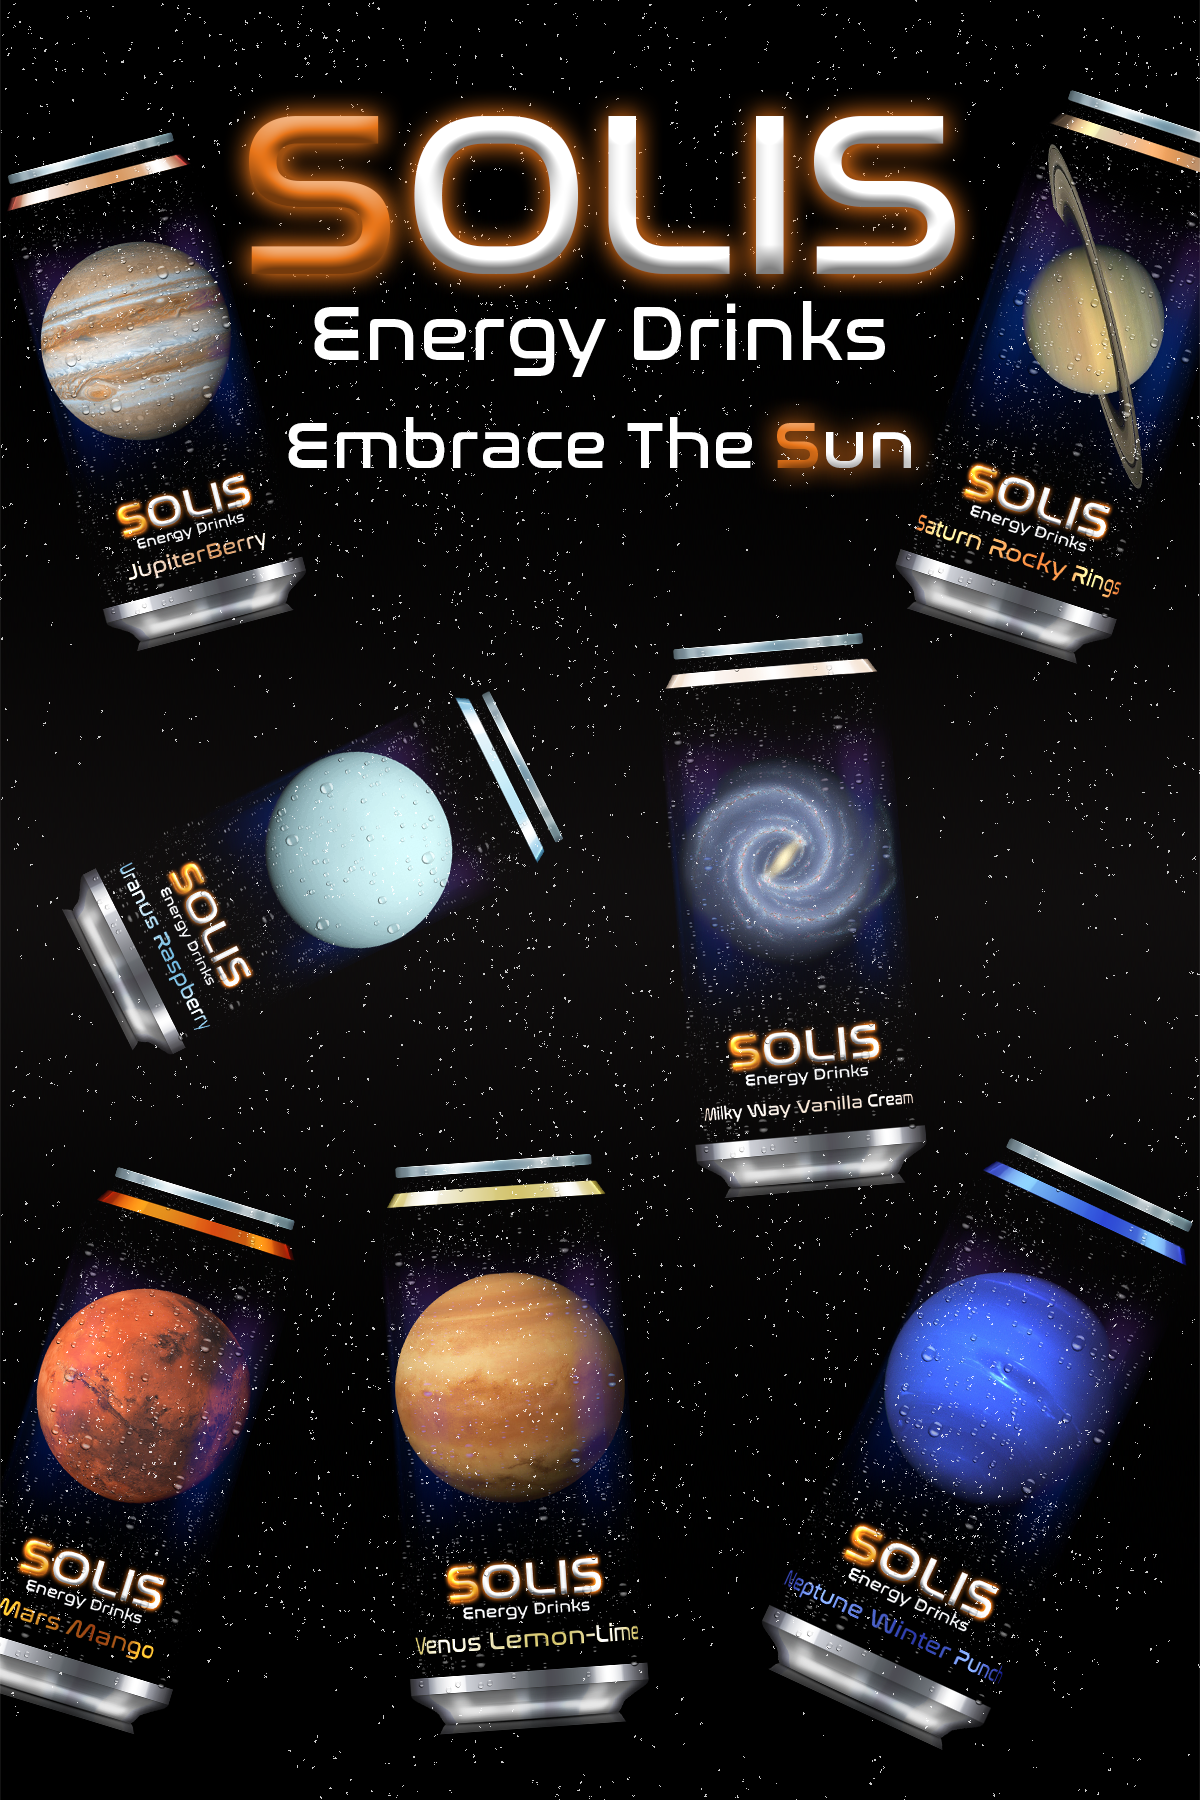 SOLIS
Energy Drinks
Embrace The Sun
SOLIS
Energy Drinks
JupiterBerry
SOLIS
Energy Drinks
Saturn Rocky Rings
SOLIS
Energy Drinks
Uranus Raspberry
SOLIS
Energy Drinks
Milky Way Vanilla Cream
SOLIS
Energy Drinks
Mars Mango
SOLIS
Energy Drinks
Venus Lemon-Lime
SOLIS
Energy Drinks
Neptune Winter Punch